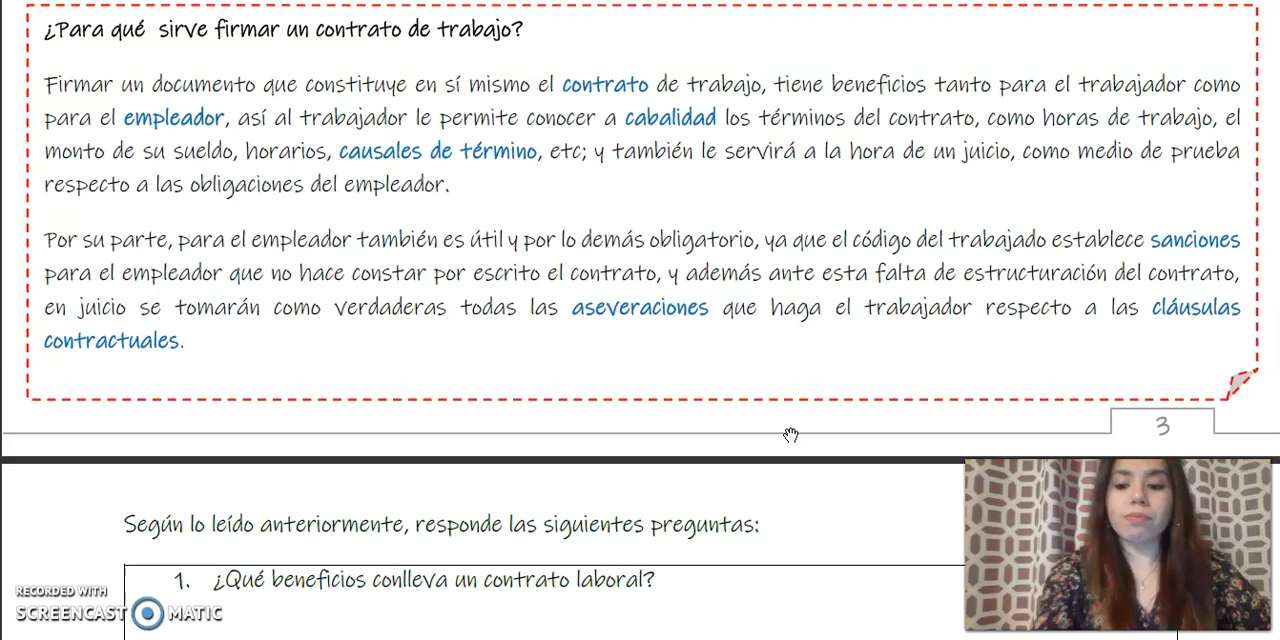 ¿Para qué sirve firmar un contrato de trabajo?
Firmar un documento que constituye en sí mismo el contrato de trabajo, tiene beneficios tanto para el trabajador como
para el empleador, así al trabajador le permite conocer a cabalidad los términos del contrato, como horas de trabajo, el
monto de su sueldo, horarios, causales de término, etc; y también le servirá a la hora de un juicio, como medio de prueba
respecto a las obligaciones del empleador.
Por su parte, para el empleador también es útil y por lo demás obligatorio, ya que el código del trabajado establece sanciones
para el empleador que no hace constar por escrito el contrato, y además ante esta falta de estructuración del contrato,
en juicio se tomarán como verdaderas todas las aseveraciones que haga el trabajador respecto a las cláusulas
contractuales.
3
Según lo leído anteriormente, responde las siguientes preguntas:
1. ¿Qué beneficios conlleva un contrato laboral?
RECORDED WITH
SCREENCAST MATIC